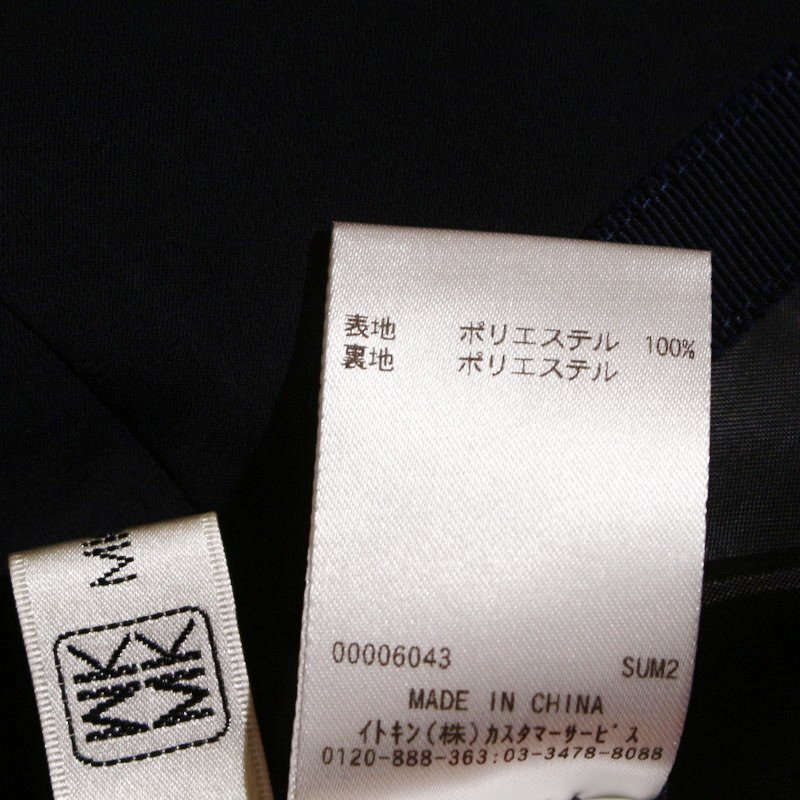 表地 ポリエステル 100%
裏地 ポリエステル
00006043 SUM2
MADE IN CHINA
イトキン(株)カスタマーサービス
0120-888-363:03-3478-8088
MK
MK